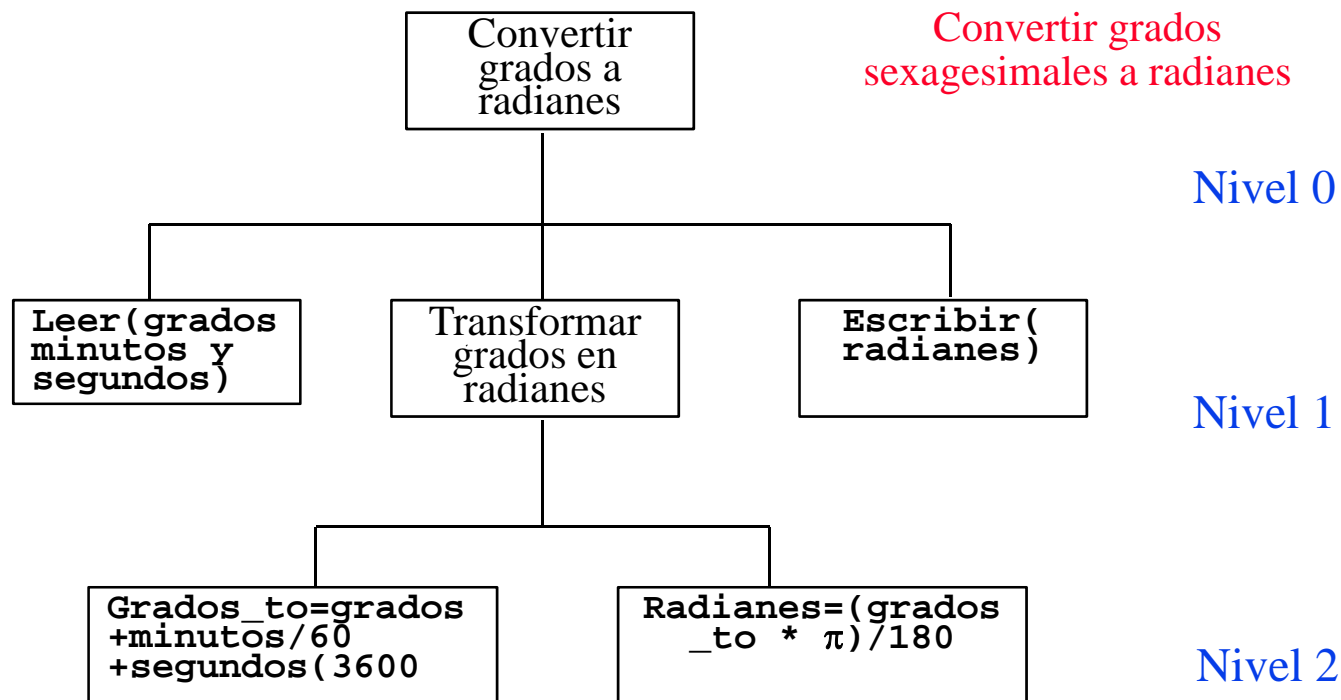 Convertir
grados a
radianes
Convertir grados
sexagesimales a radianes
Nivel 0
Leer(grados
minutos y
segundos)
Transformar
grados en
radianes
Escribir(
radianes)
Nivel 1
Grados_to=grados
+minutos/60
+segundos(3600
Radianes=(grados
_to * π)/180
Nivel 2